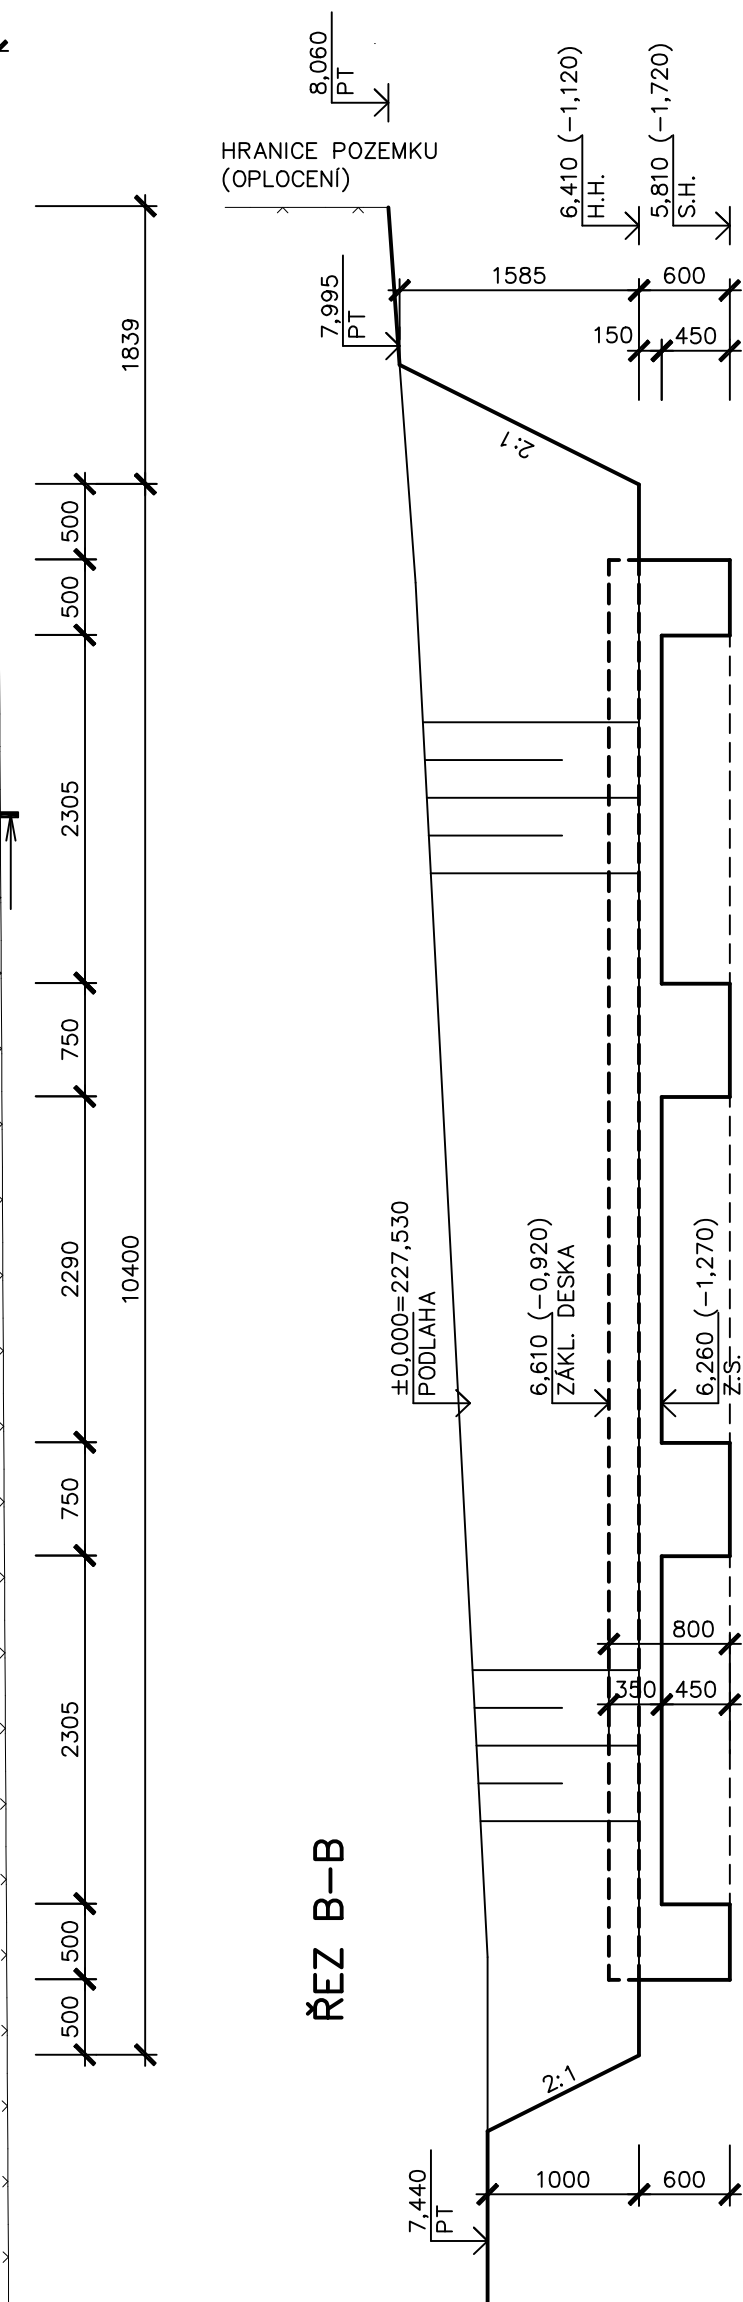 8,060
PT
HRANICE POZEMKU
(OPLOCENÍ)
6,410 (−1,120)
H.H.
5,810 (−1,720)
S.H.
7,995
PT
1585
600
150
450
1839
2:1
500
500
2305
750
2290
10400
±0,000=227,530
PODLAHA
6,610 (−0,920)
ZÁKL. DESKA
6,260 (−1,270)
Z.S.
750
800
350
450
2305
ŘEZ B−B
500
500
2:1
7,440
PT
1000
600